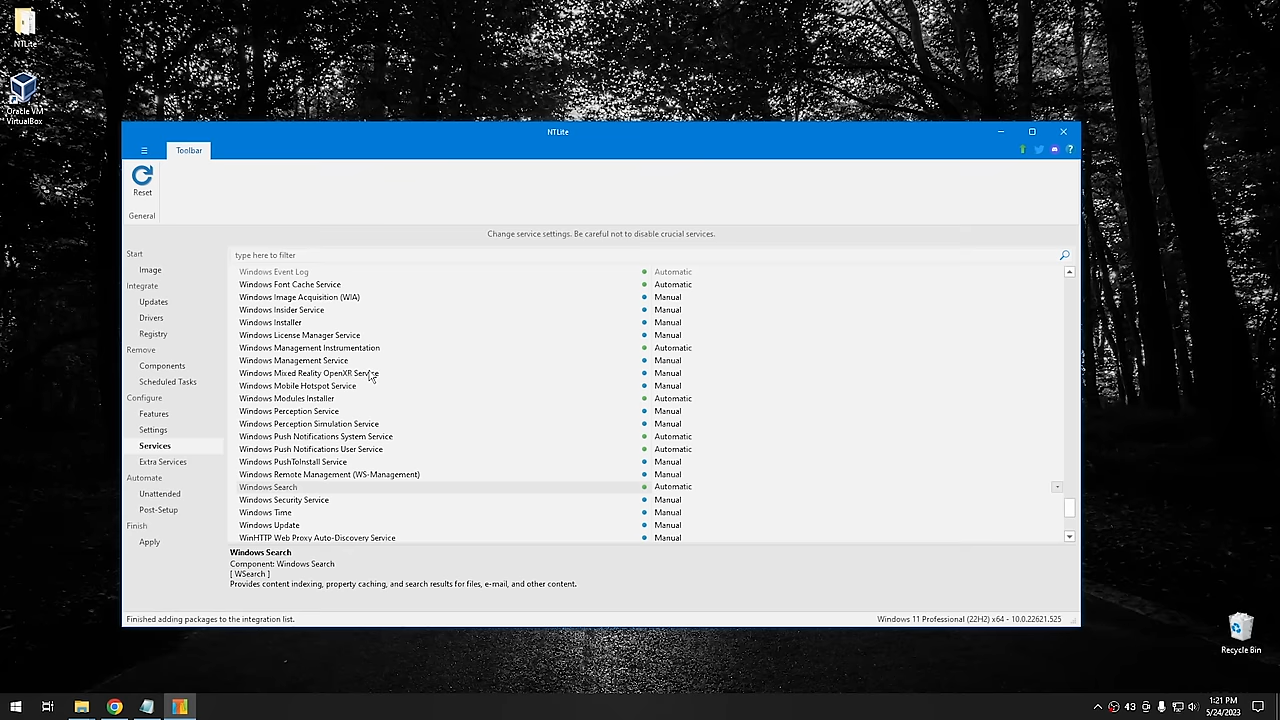 NTLite
Oracle VM
VirtualBox
NTLite
Toolbar
Reset
General
Change service settings. Be careful not to disable crucial services.
Start
Image
Integrate
Updates
Drivers
Registry
Remove
Components
Scheduled Tasks
Configure
Features
Settings
Services
Extra Services
Automate
Unattended
Post-Setup
Finish
Apply
type here to filter
Windows Event Log Automatic
Windows Font Cache Service Automatic
Windows Image Acquisition (WIA) Manual
Windows Insider Service Manual
Windows Installer Manual
Windows License Manager Service Manual
Windows Management Instrumentation Automatic
Windows Management Service Manual
Windows Mixed Reality OpenXR Service Manual
Windows Mobile Hotspot Service Manual
Windows Modules Installer Automatic
Windows Perception Service Manual
Windows Perception Simulation Service Manual
Windows Push Notifications System Service Automatic
Windows Push Notifications User Service Automatic
Windows PushToInstall Service Manual
Windows Remote Management (WS-Management) Manual
Windows Search Automatic
Windows Security Service Manual
Windows Time Manual
Windows Update Manual
WinHTTP Web Proxy Auto-Discovery Service Manual
Windows Search
Component: Windows Search
[ WSearch ]
Provides content indexing, property caching, and search results for files, e-mail, and other content.
Finished adding packages to the integration list.
Windows 11 Professional (22H2) x64 - 10.0.22621.525
Recycle Bin
43
1:21 PM
5/24/2023